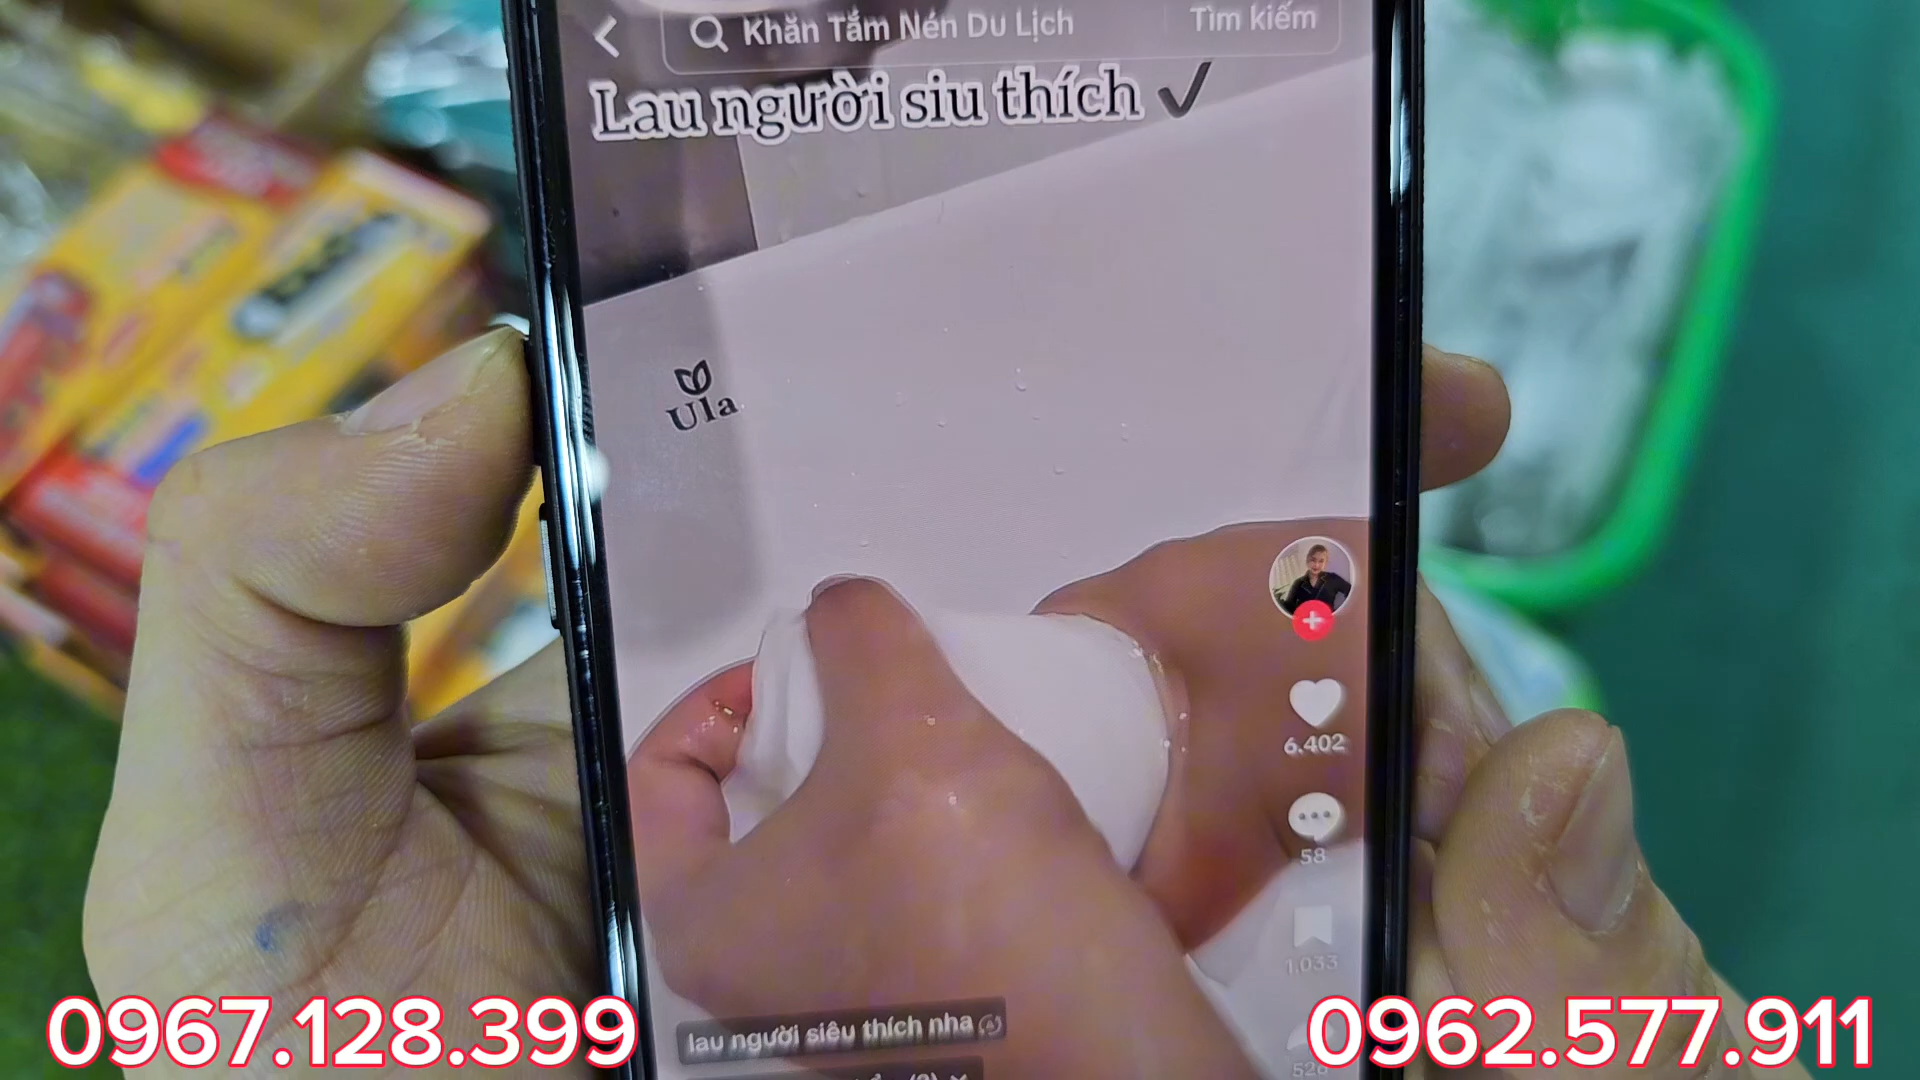 Khăn Tắm Nén Du Lịch
Tìm kiếm
Lau người siu thích ✓
Ula
6.402
58
1.033
lau người siêu thích nha
526
0967.128.399
0962.577.911